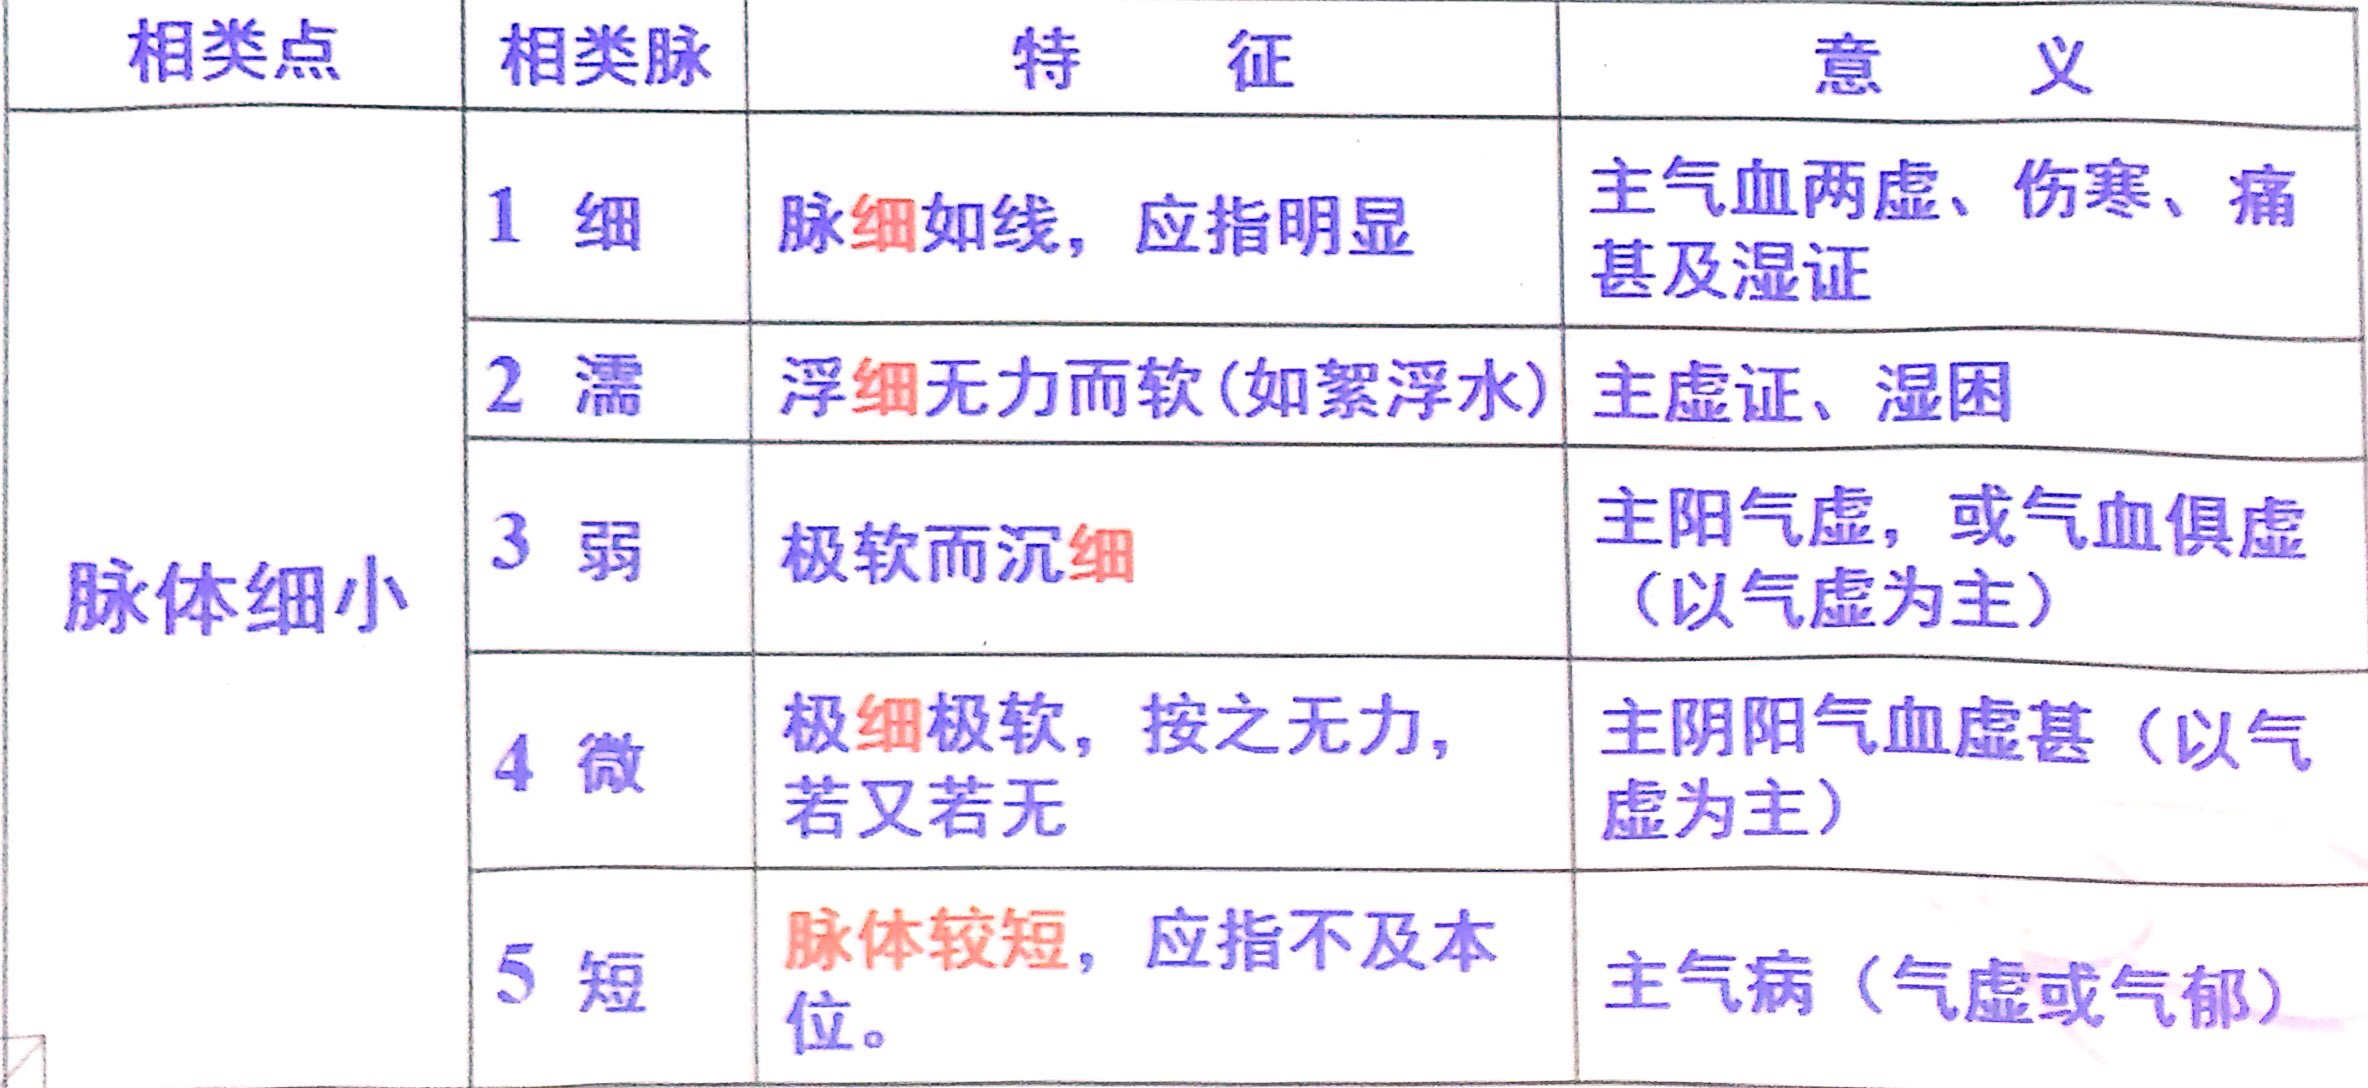 相类点 相类脉 特 征 意 义
脉体细小
1 细 脉细如线，应指明显 主气血两虚、伤寒、痛
甚及湿证
2 濡 浮细无力而软(如絮浮水) 主虚证、湿困
3 弱 极软而沉细 主阳气虚，或气血俱虚
（以气虚为主）
4 微 极细极软，按之无力， 主阴阳气血虚甚（以气
若又若无 虚为主）
5 短 脉体较短，应指不及本
位。 主气病（气虚或气郁）